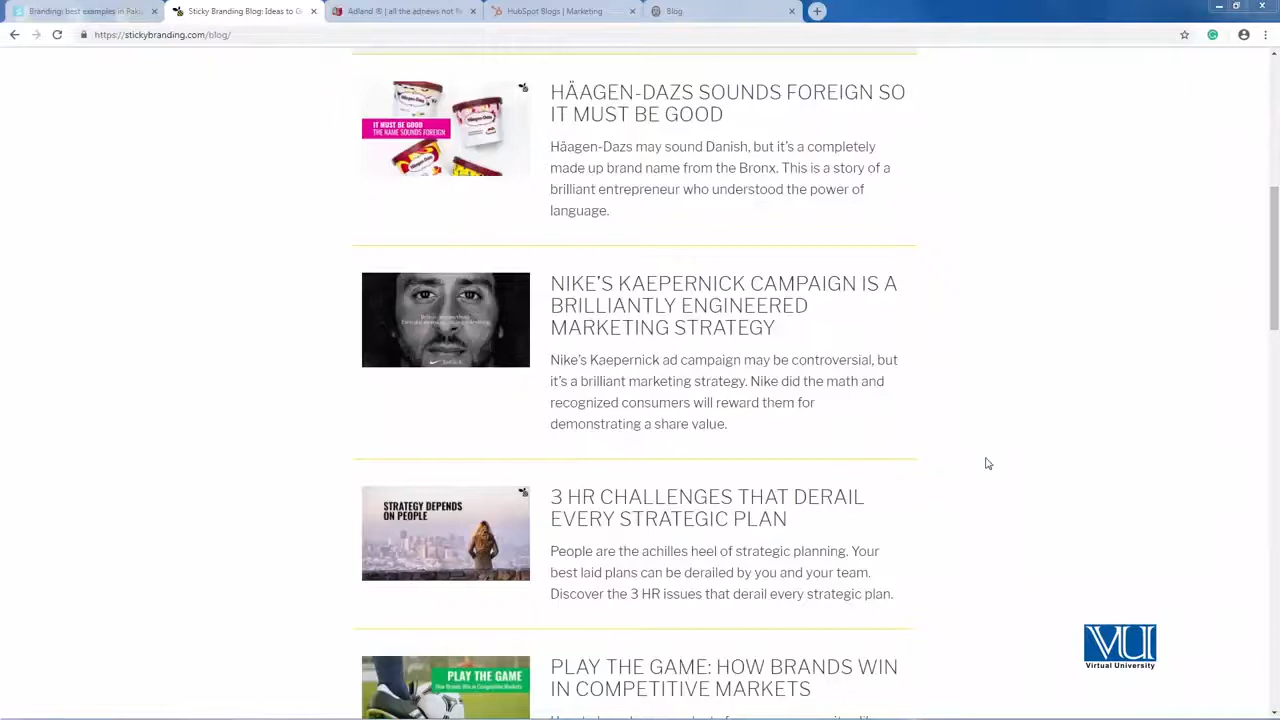 Branding best examples in Paki
Sticky Branding Blog: Ideas to G
Adland ® | all the adnews not fi
HubSpot Blogs | Marketing
Blog
https://stickybranding.com/blog/
IT MUST BE GOOD
THE NAME SOUNDS FOREIGN
HÄAGEN-DAZS SOUNDS FOREIGN SO
IT MUST BE GOOD
Häagen-Dazs may sound Danish, but it's a completely
made up brand name from the Bronx. This is a story of a
brilliant entrepreneur who understood the power of
language.
NIKE'S KAEPERNICK CAMPAIGN IS A
BRILLIANTLY ENGINEERED
MARKETING STRATEGY
Nike's Kaepernick ad campaign may be controversial, but
it's a brilliant marketing strategy. Nike did the math and
recognized consumers will reward them for
demonstrating a share value.
STRATEGY DEPENDS
ON PEOPLE
3 HR CHALLENGES THAT DERAIL
EVERY STRATEGIC PLAN
People are the achilles heel of strategic planning. Your
best laid plans can be derailed by you and your team.
Discover the 3 HR issues that derail every strategic plan.
PLAY THE GAME
How Brands Win in Competitive Markets
PLAY THE GAME: HOW BRANDS WIN
IN COMPETITIVE MARKETS
VU
Virtual University